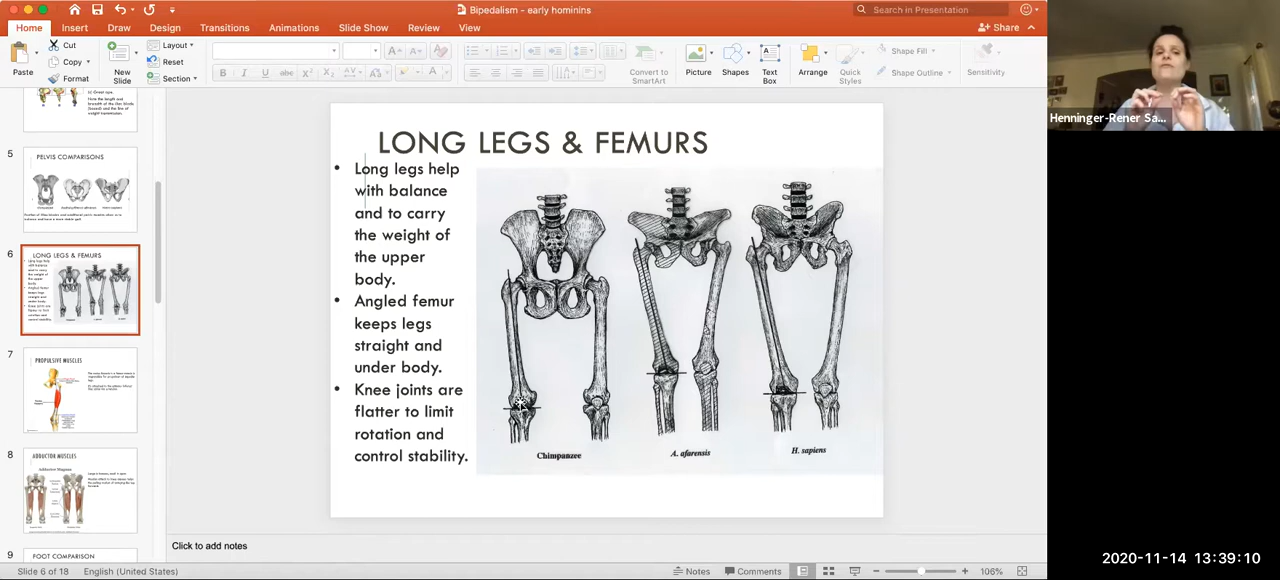 Bipedalism - early hominins
Search in Presentation
Home Insert Draw Design Transitions Animations Slide Show Review View
Share
Paste
Cut
Copy
Format
New Slide
Layout
Reset
Section
B I U abc X² X₂ AV
A
Convert to SmartArt
Picture
Shapes
Text Box
Arrange
Quick Styles
Shape Fill
Shape Outline
Sensitivity
5
PELVIS COMPARISONS
6
LONG LEGS & FEMURS
7
PROPULSIVE MUSCLES
8
ADDUCTOR MUSCLES
Adductor Magnus
9
FOOT COMPARISON
LONG LEGS & FEMURS
• Long legs help
with balance
and to carry
the weight of
the upper
body.
• Angled femur
keeps legs
straight and
under body.
• Knee joints are
flatter to limit
rotation and
control stability.
Chimpanzee
A. afarensis
H. sapiens
Click to add notes
Slide 6 of 18
English (United States)
Notes
Comments
106%
Henninger-Rener Sa...
2020-11-14 13:39:10